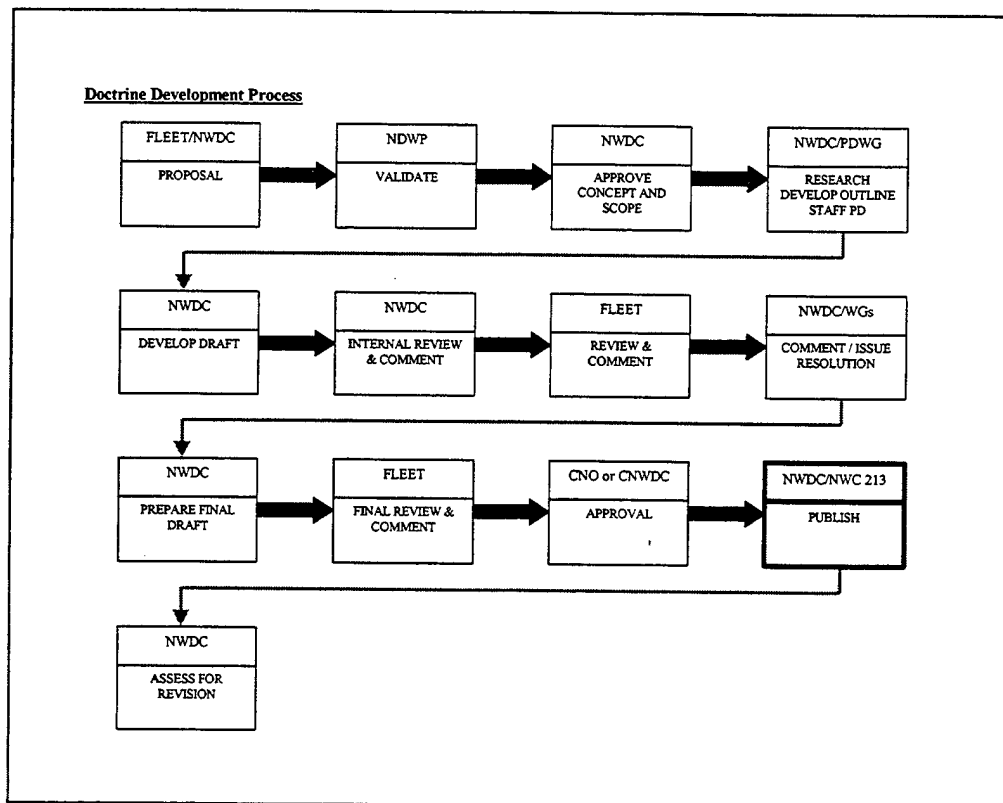 Doctrine Development Process
FLEET/NWDC
PROPOSAL
NDWP
VALIDATE
NWDC
APPROVE
CONCEPT AND
SCOPE
NWDC/PDWG
RESEARCH
DEVELOP OUTLINE
STAFF PD
NWDC
DEVELOP DRAFT
NWDC
INTERNAL REVIEW
& COMMENT
FLEET
REVIEW &
COMMENT
NWDC/WGs
COMMENT / ISSUE
RESOLUTION
NWDC
PREPARE FINAL
DRAFT
FLEET
FINAL REVIEW &
COMMENT
CNO or CNWDC
APPROVAL
NWDC/NWC 213
PUBLISH
NWDC
ASSESS FOR
REVISION